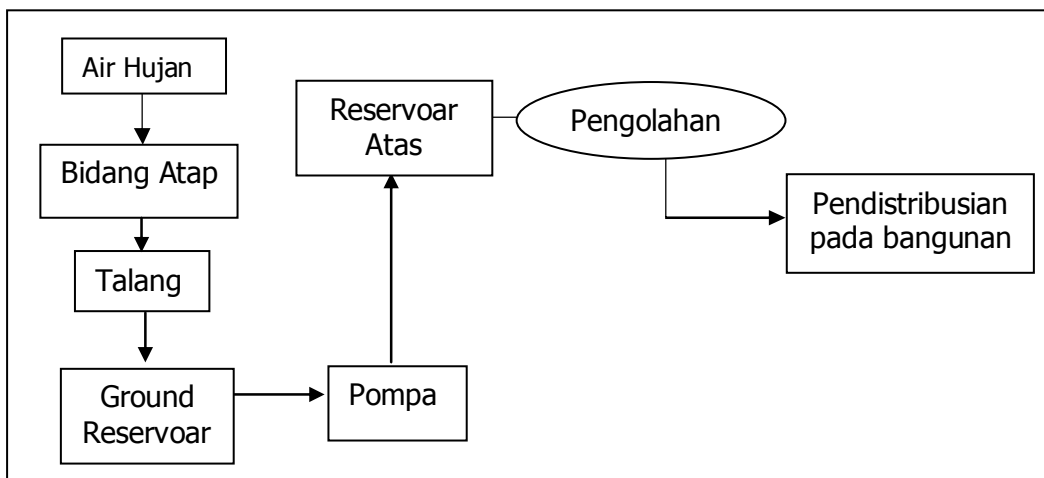 Air Hujan
Bidang Atap
Talang
Ground
Reservoar
Pompa
Reservoar
Atas
Pengolahan
Pendistribusian
pada bangunan